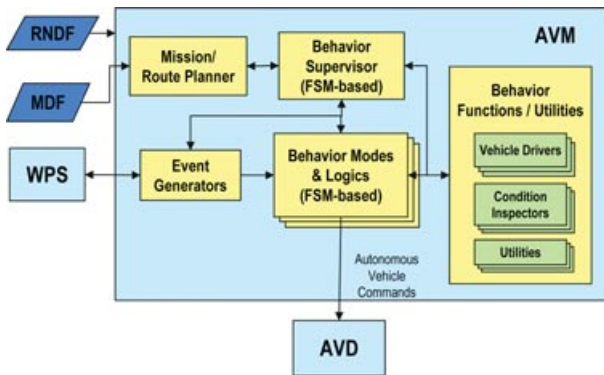 RNDF
MDF
WPS
AVM
Mission/
Route Planner
Behavior
Supervisor
(FSM-based)
Event
Generators
Behavior Modes
& Logics
(FSM-based)
Behavior
Functions / Utilities
Vehicle Drivers
Condition
Inspectors
Utilities
Autonomous
Vehicle
Commands
AVD